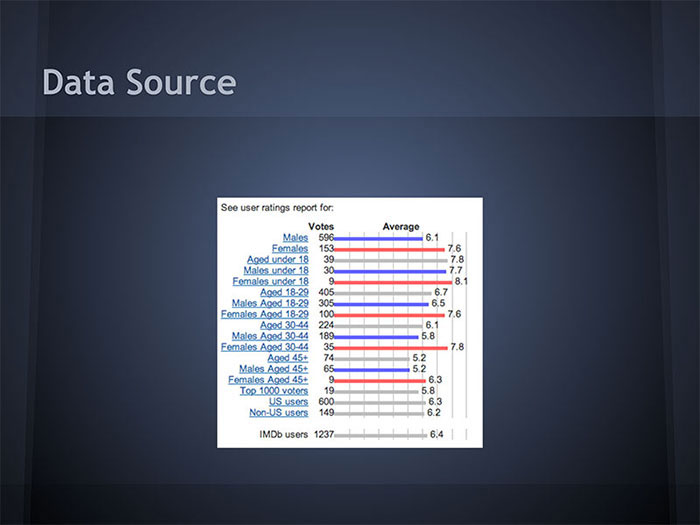 Data Source
See user ratings report for:
Votes Average
Males 596 6.1
Females 153 7.6
Aged under 18 39 7.8
Males under 18 30 7.7
Females under 18 9 8.1
Aged 18-29 405 6.7
Males Aged 18-29 305 6.5
Females Aged 18-29 100 7.6
Aged 30-44 224 6.1
Males Aged 30-44 189 5.8
Females Aged 30-44 35 7.8
Aged 45+ 74 5.2
Males Aged 45+ 65 5.2
Females Aged 45+ 9 6.3
Top 1000 voters 19 5.8
US users 600 6.3
Non-US users 149 6.2
IMDb users 1237 6.4